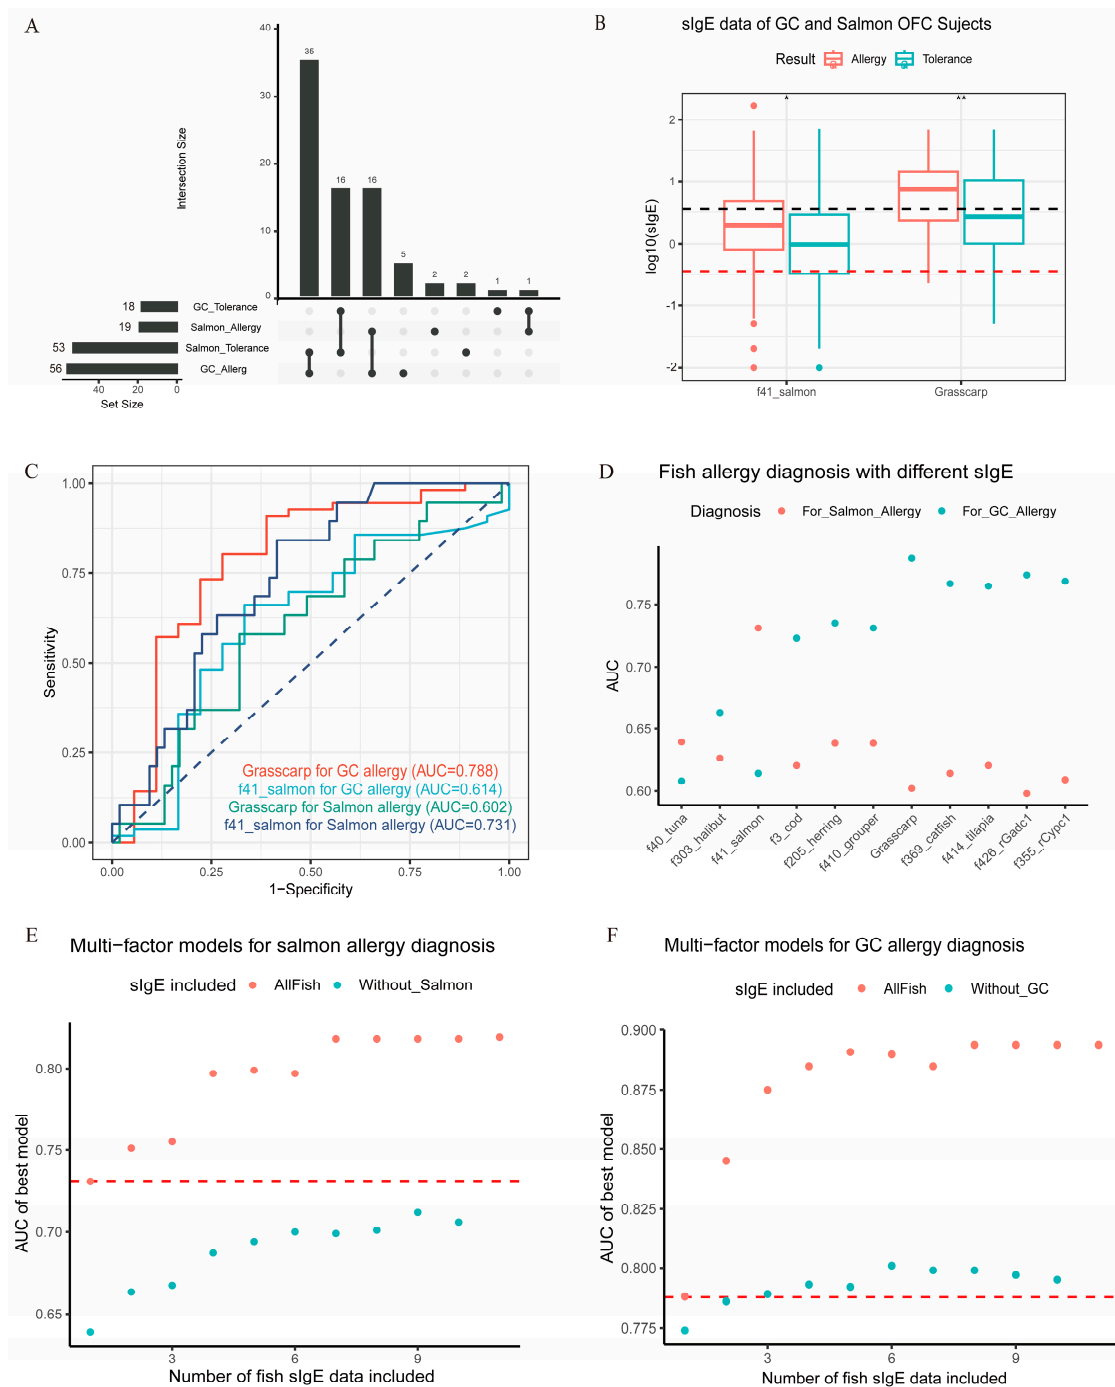 A
40
36
30
20
16
16
10
5
2
2
1
1
0
Intersection Size
18
GC_Tolerance
19
Salmon_Allergy
53
Salmon_Tolerance
56
GC_Allerg
40
20
0
Set Size
B
sIgE data of GC and Salmon OFC Sujects
Result
Allergy
Tolerance
*
**
2
1
0
-1
-2
log10(sIgE)
f41_salmon
Grasscarp
C
1.00
0.75
0.50
0.25
0.00
Sensitivity
Grasscarp for GC allergy (AUC=0.788)
f41_salmon for GC allergy (AUC=0.614)
Grasscarp for Salmon allergy (AUC=0.602)
f41_salmon for Salmon allergy (AUC=0.731)
0.00
0.25
0.50
0.75
1.00
1−Specificity
D
Fish allergy diagnosis with different sIgE
Diagnosis
For_Salmon_Allergy
For_GC_Allergy
0.75
0.70
0.65
0.60
AUC
f40_tuna
f303_halibut
f41_salmon
f3_cod
f205_herring
f410_grouper
Grasscarp
f369_catfish
f414_tilapia
f426_rGadc1
f355_rCypc1
E
Multi−factor models for salmon allergy diagnosis
sIgE included
AllFish
Without_Salmon
0.80
0.75
0.70
0.65
AUC of best model
3
6
9
Number of fish sIgE data included
F
Multi−factor models for GC allergy diagnosis
sIgE included
AllFish
Without_GC
0.900
0.875
0.850
0.825
0.800
0.775
AUC of best model
3
6
9
Number of fish sIgE data included